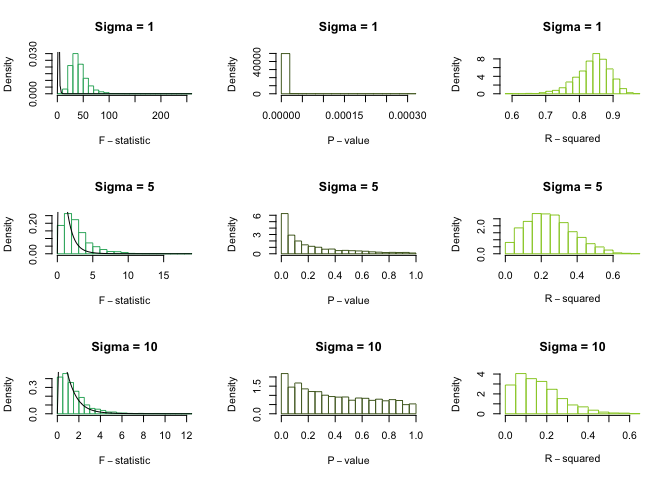 Sigma = 1
Density
0.000 0.030
0 50 100 200
F – statistic
Sigma = 1
Density
0 40000
0.00000 0.00015 0.00030
P – value
Sigma = 1
Density
0 4 8
0.6 0.7 0.8 0.9
R – squared
Sigma = 5
Density
0.00 0.20
0 5 10 15
F – statistic
Sigma = 5
Density
0 3 6
0.0 0.2 0.4 0.6 0.8 1.0
P – value
Sigma = 5
Density
0.0 2.0
0.0 0.2 0.4 0.6
R – squared
Sigma = 10
Density
0.0 0.3
0 2 4 6 8 10 12
F – statistic
Sigma = 10
Density
0.0 1.5
0.0 0.2 0.4 0.6 0.8 1.0
P – value
Sigma = 10
Density
0 2 4
0.0 0.2 0.4 0.6
R – squared